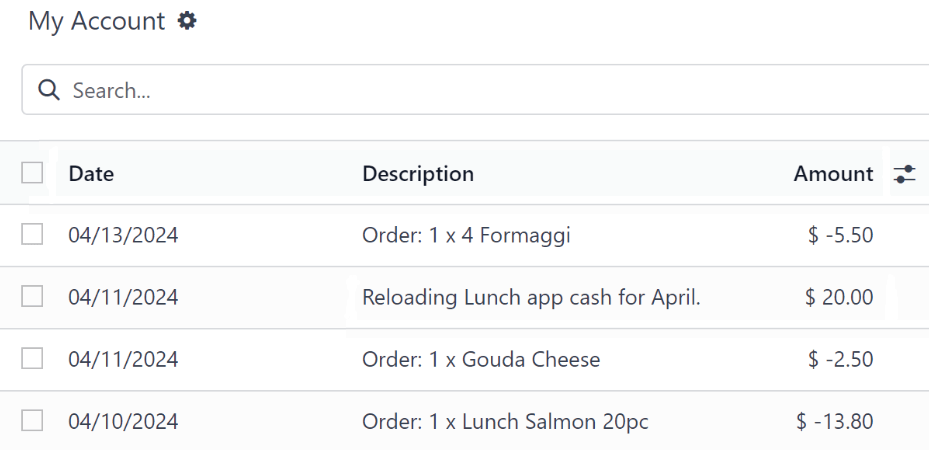 My Account
Search...
Date Description Amount
04/13/2024 Order: 1 x 4 Formaggi $ -5.50
04/11/2024 Reloading Lunch app cash for April. $ 20.00
04/11/2024 Order: 1 x Gouda Cheese $ -2.50
04/10/2024 Order: 1 x Lunch Salmon 20pc $ -13.80